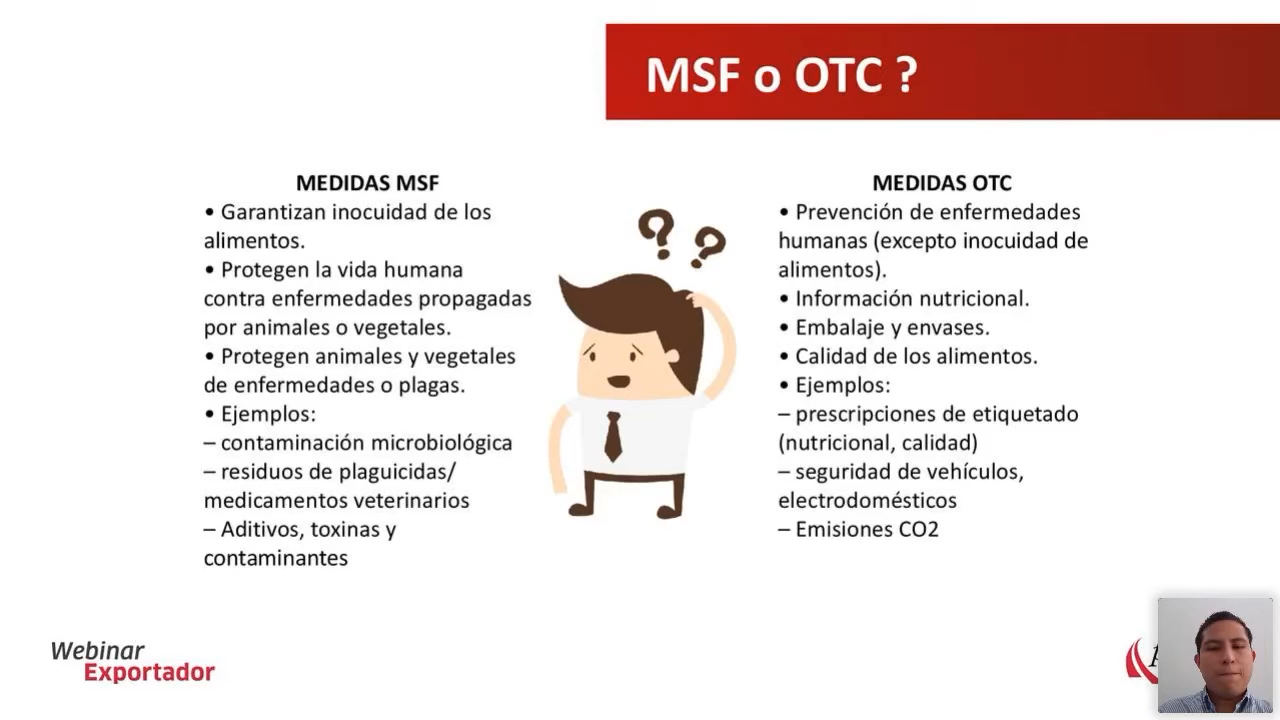 MSF o OTC ?
MEDIDAS MSF
• Garantizan inocuidad de los
alimentos.
• Protegen la vida humana
contra enfermedades propagadas
por animales o vegetales.
• Protegen animales y vegetales
de enfermedades o plagas.
• Ejemplos:
– contaminación microbiológica
– residuos de plaguicidas/
medicamentos veterinarios
– Aditivos, toxinas y
contaminantes
MEDIDAS OTC
• Prevención de enfermedades
humanas (excepto inocuidad de
alimentos).
• Información nutricional.
• Embalaje y envases.
• Calidad de los alimentos.
• Ejemplos:
– prescripciones de etiquetado
(nutricional, calidad)
– seguridad de vehículos,
electrodomésticos
– Emisiones CO2
Webinar
Exportador